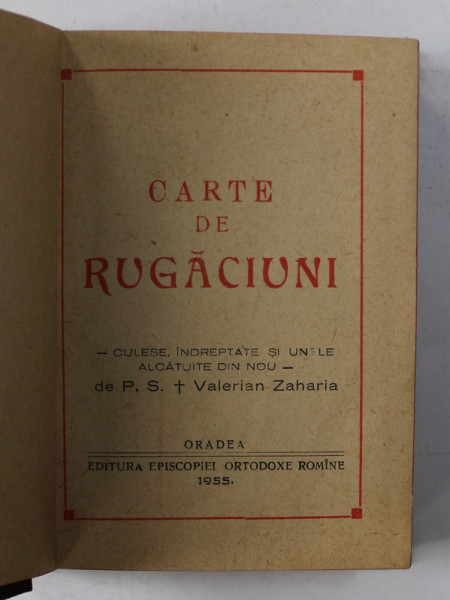 CARTE
DE
RUGĂCIUNI
— CULESE, ÎNDREPTATE ȘI UNELE
ALCĂTUITE DIN NOU —
de P. S. † Valerian Zaharia
ORADEA
EDITURA EPISCOPIEI ORTODOXE ROMÎNE
1955.